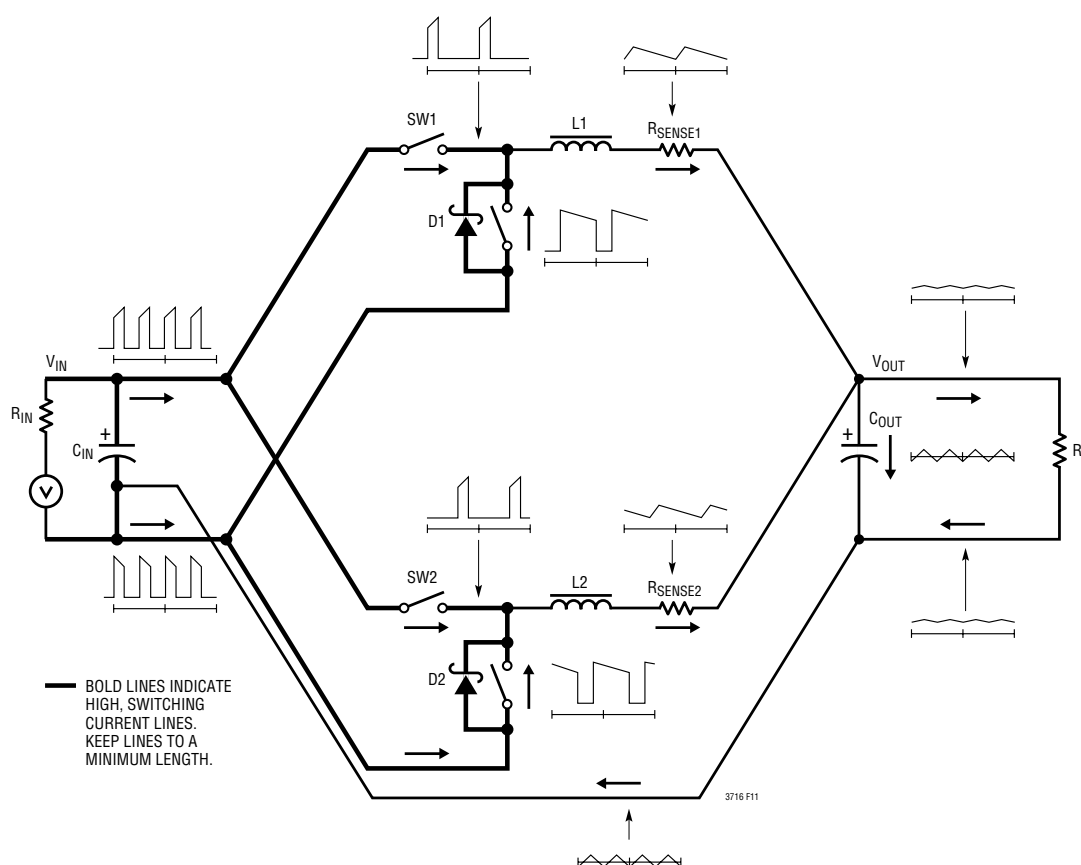 SW1
L1
RSENSE1
D1
VIN
VOUT
RIN
CIN
+
COUT
+
R
SW2
L2
RSENSE2
D2
BOLD LINES INDICATE
HIGH, SWITCHING
CURRENT LINES.
KEEP LINES TO A
MINIMUM LENGTH.
3716 F11